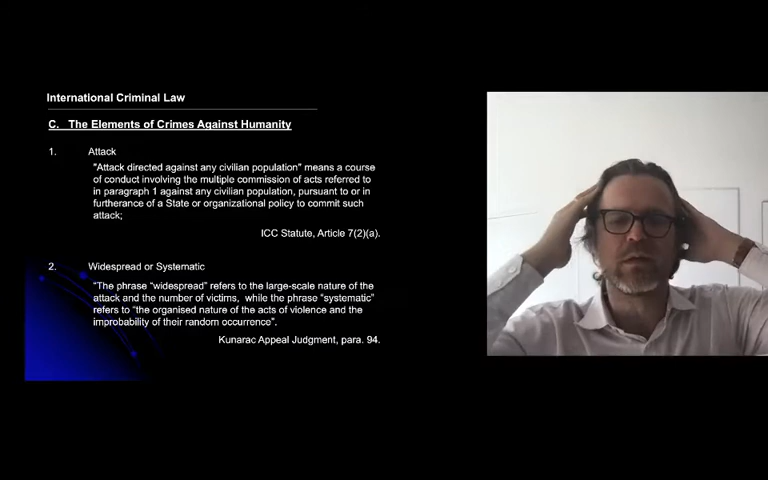 International Criminal Law
C. The Elements of Crimes Against Humanity
1. Attack
"Attack directed against any civilian population" means a course
of conduct involving the multiple commission of acts referred to
in paragraph 1 against any civilian population, pursuant to or in
furtherance of a State or organizational policy to commit such
attack;
ICC Statute, Article 7(2)(a).
2. Widespread or Systematic
“The phrase “widespread” refers to the large-scale nature of the
attack and the number of victims, while the phrase “systematic”
refers to “the organised nature of the acts of violence and the
improbability of their random occurrence”.
Kunarac Appeal Judgment, para. 94.